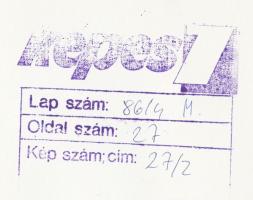 képes 7
Lap szám: 86/4 M.
Oldal szám: 27
Kép szám; cím: 27/2